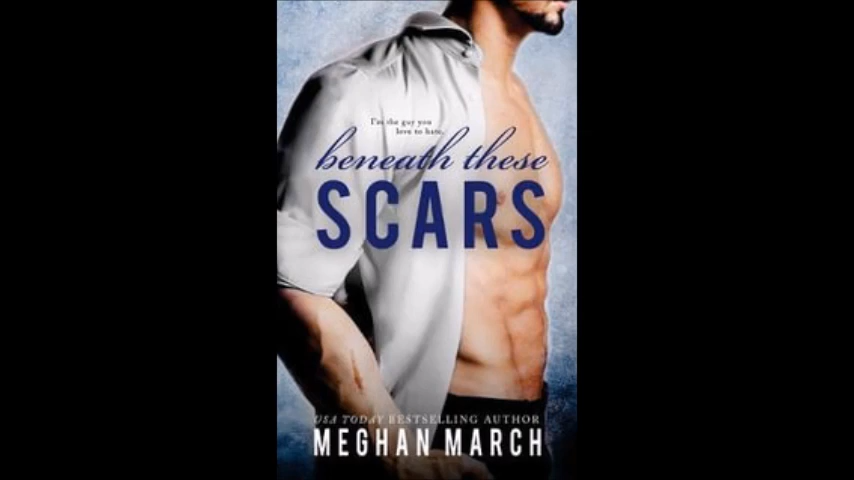 I'm the guy you
love to hate.
beneath these
SCARS
USA TODAY BESTSELLING AUTHOR
MEGHAN MARCH